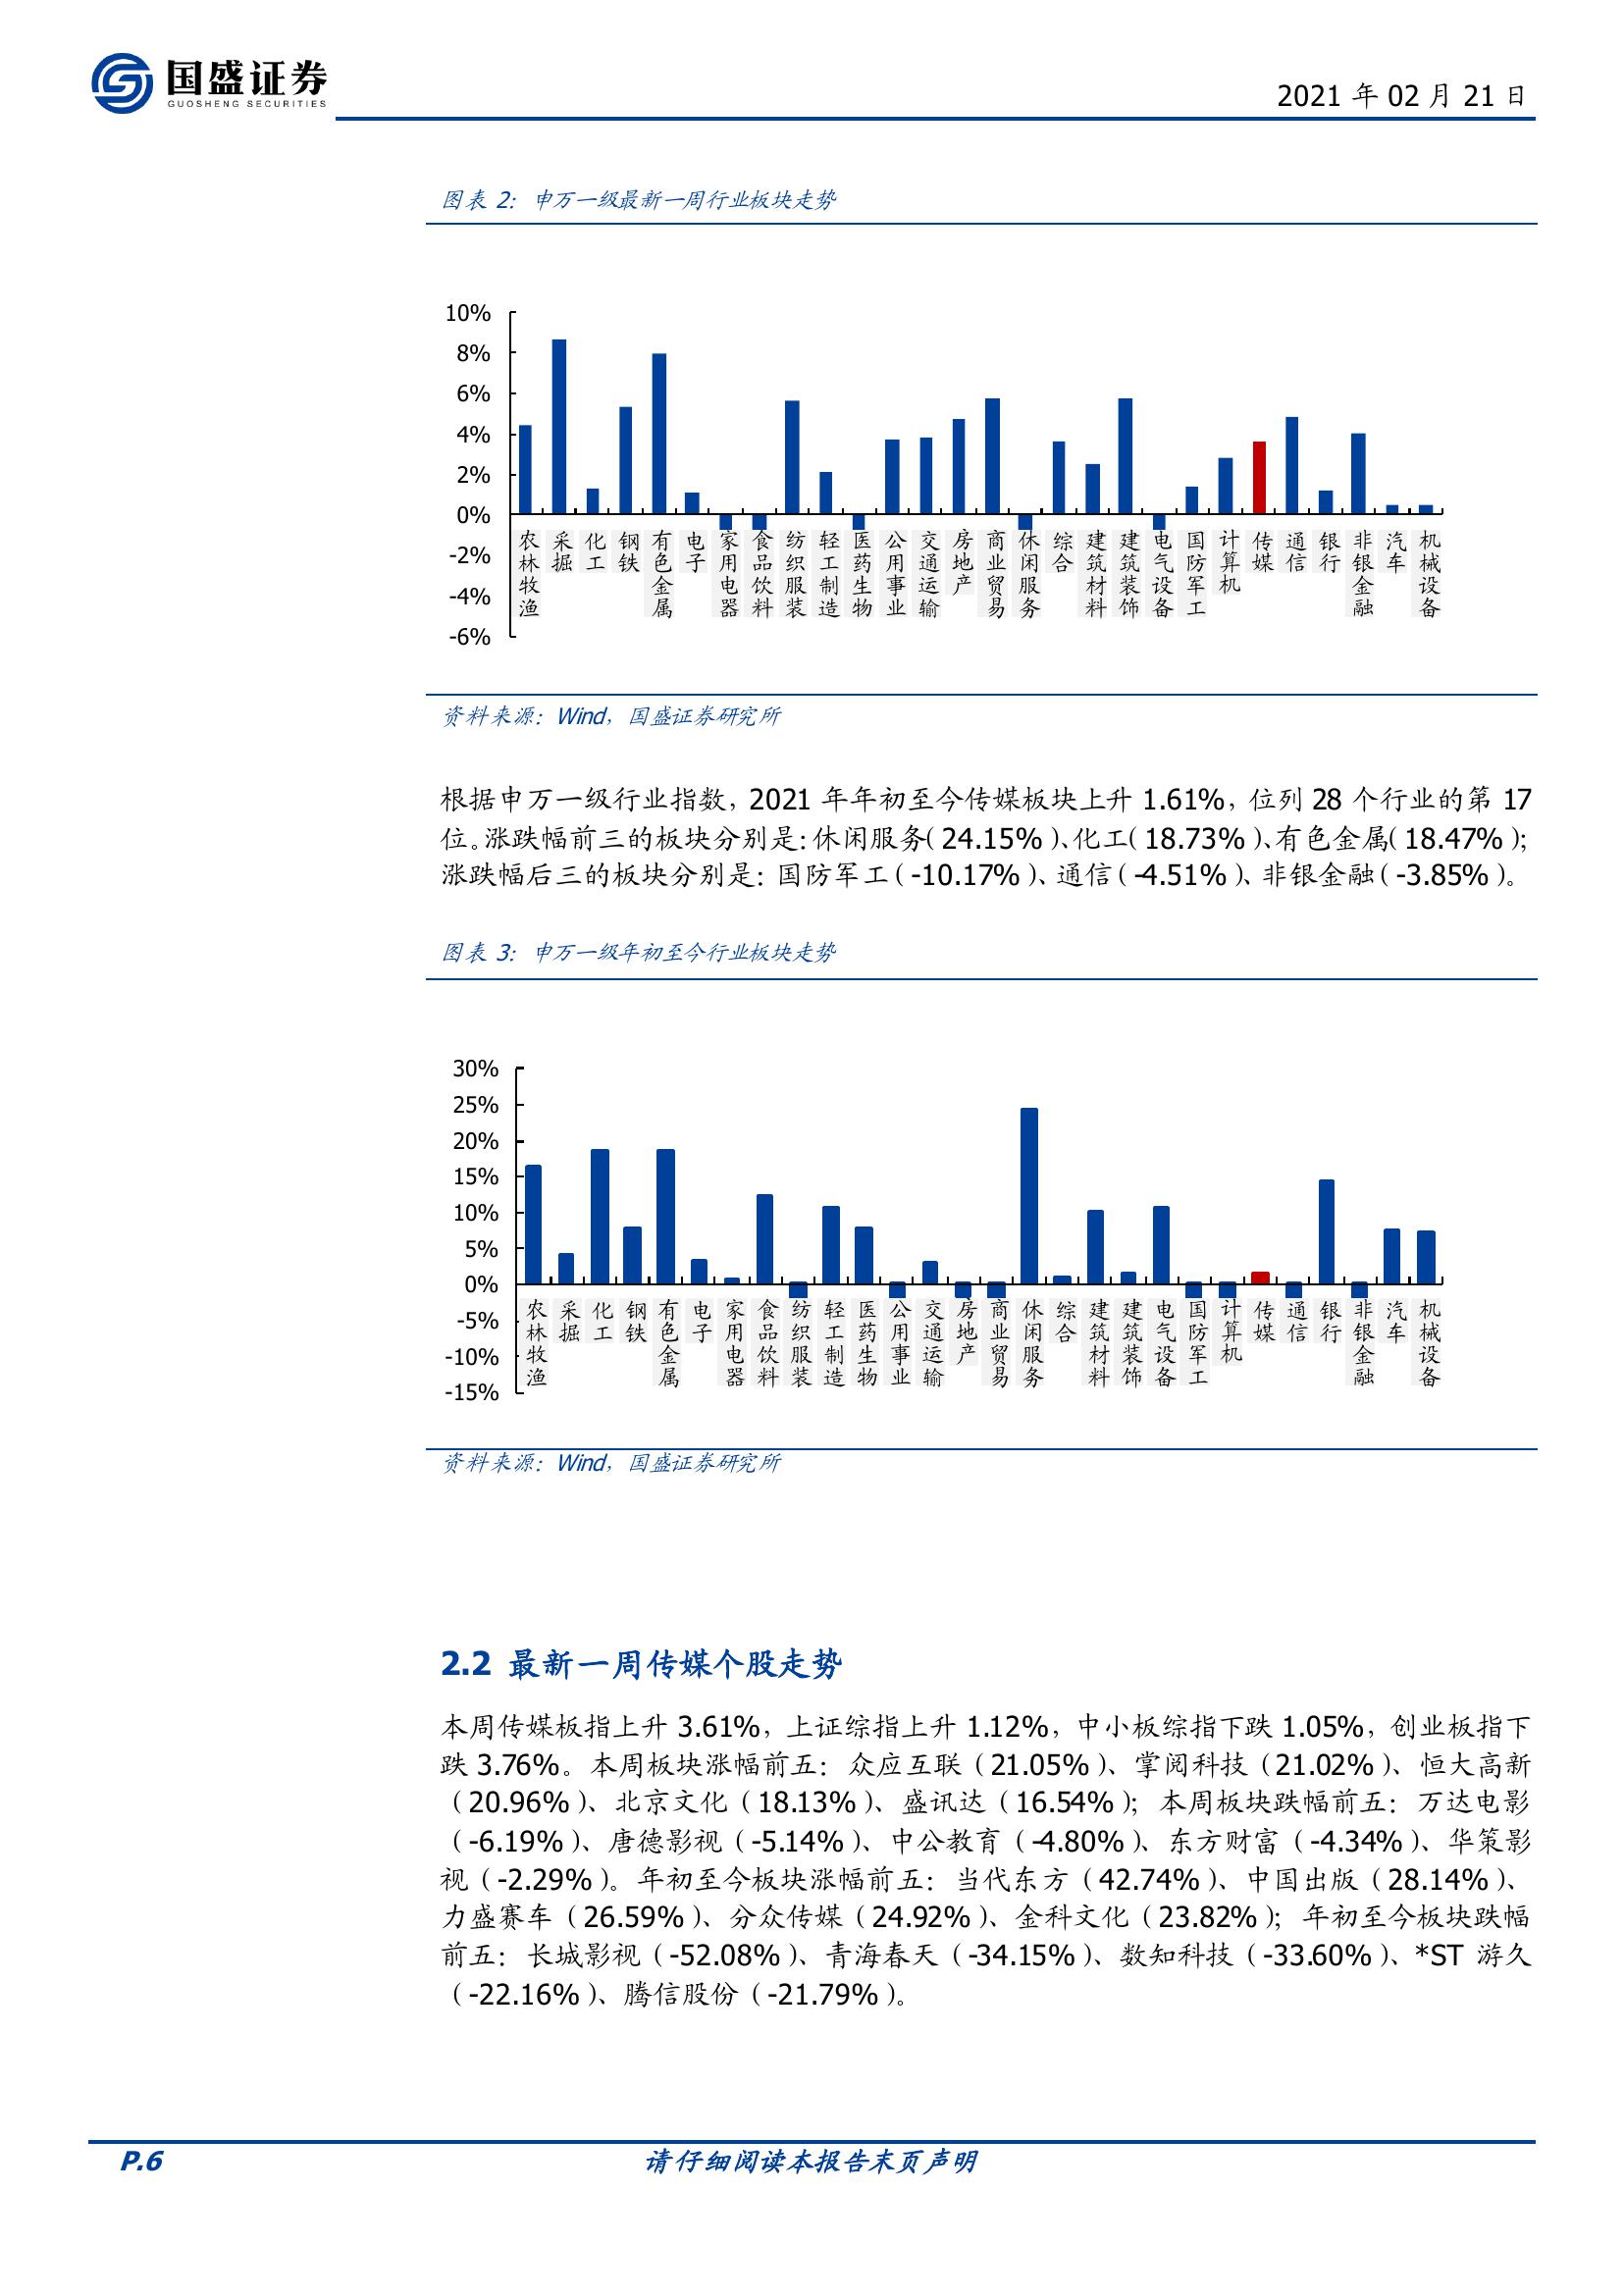 国盛证券
GUOSHENG SECURITIES
2021 年 02 月 21 日
图表 2： 申万一级最新一周行业板块走势
10%
8%
6%
4%
2%
0%
-2%
-4%
-6%
农林牧渔
采掘
化工
钢铁
有色金属
电子
家用电器
食品饮料
纺织服装
轻工制造
医药生物
公用事业
交通运输
房地产
商业贸易
休闲服务
综合
建筑材料
建筑装饰
电气设备
国防军工
计算机
传媒
通信
银行
非银金融
汽车
机械设备
资料来源：Wind，国盛证券研究所
根据申万一级行业指数，2021 年年初至今传媒板块上升 1.61%，位列 28 个行业的第 17
位。涨跌幅前三的板块分别是：休闲服务（24.15%）、化工（18.73%）、有色金属（18.47%）；
涨跌幅后三的板块分别是：国防军工（-10.17%）、通信（-4.51%）、非银金融（-3.85%）。
图表 3： 申万一级年初至今行业板块走势
30%
25%
20%
15%
10%
5%
0%
-5%
-10%
-15%
农林牧渔
采掘
化工
钢铁
有色金属
电子
家用电器
食品饮料
纺织服装
轻工制造
医药生物
公用事业
交通运输
房地产
商业贸易
休闲服务
综合
建筑材料
建筑装饰
电气设备
国防军工
计算机
传媒
通信
银行
非银金融
汽车
机械设备
资料来源：Wind，国盛证券研究所
2.2 最新一周传媒个股走势
本周传媒板指上升 3.61%，上证综指上升 1.12%，中小板综指下跌 1.05%，创业板指下
跌 3.76%。本周板块涨幅前五：众应互联（21.05%）、掌阅科技（21.02%）、恒大高新
（20.96%）、北京文化（18.13%）、盛讯达（16.54%）；本周板块跌幅前五：万达电影
（-6.19%）、唐德影视（-5.14%）、中公教育（-4.80%）、东方财富（-4.34%）、华策影
视（-2.29%）。年初至今板块涨幅前五：当代东方（42.74%）、中国出版（28.14%）、
力盛赛车（26.59%）、分众传媒（24.92%）、金科文化（23.82%）；年初至今板块跌幅
前五：长城影视（-52.08%）、青海春天（-34.15%）、数知科技（-33.60%）、*ST 游久
（-22.16%）、腾信股份（-21.79%）。
P.6
请仔细阅读本报告末页声明